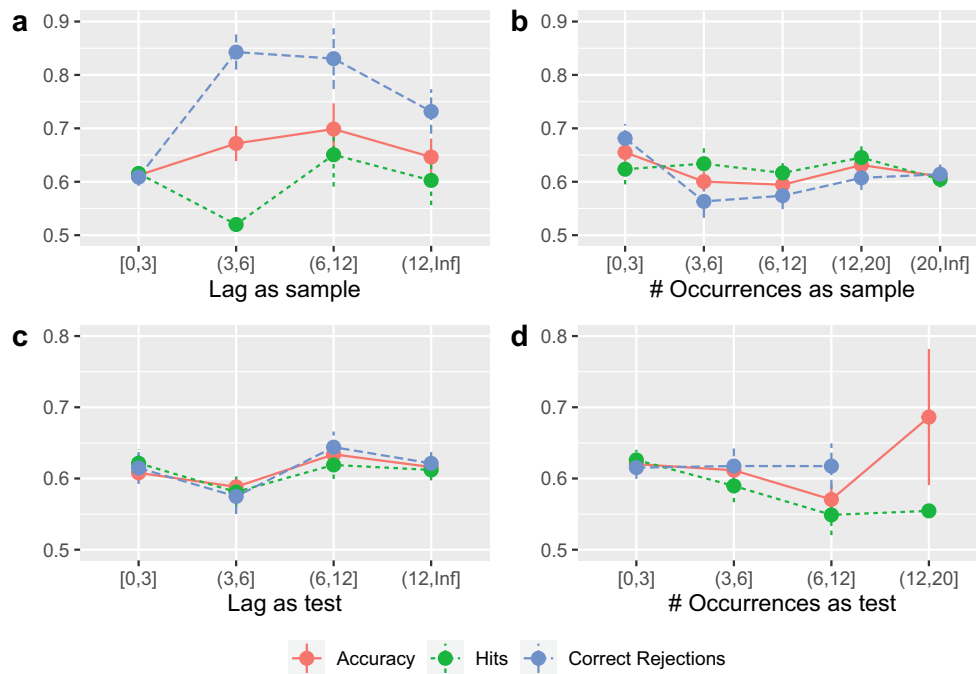 a
0.9
0.8
0.7
0.6
0.5
[0,3] (3,6] (6,12] (12,Inf]
Lag as sample
b
0.9
0.8
0.7
0.6
0.5
[0,3] (3,6] (6,12] (12,20] (20,Inf]
# Occurrences as sample
c
0.8
0.7
0.6
0.5
[0,3] (3,6] (6,12] (12,Inf]
Lag as test
d
0.8
0.7
0.6
0.5
[0,3] (3,6] (6,12] (12,20]
# Occurrences as test
Accuracy Hits Correct Rejections